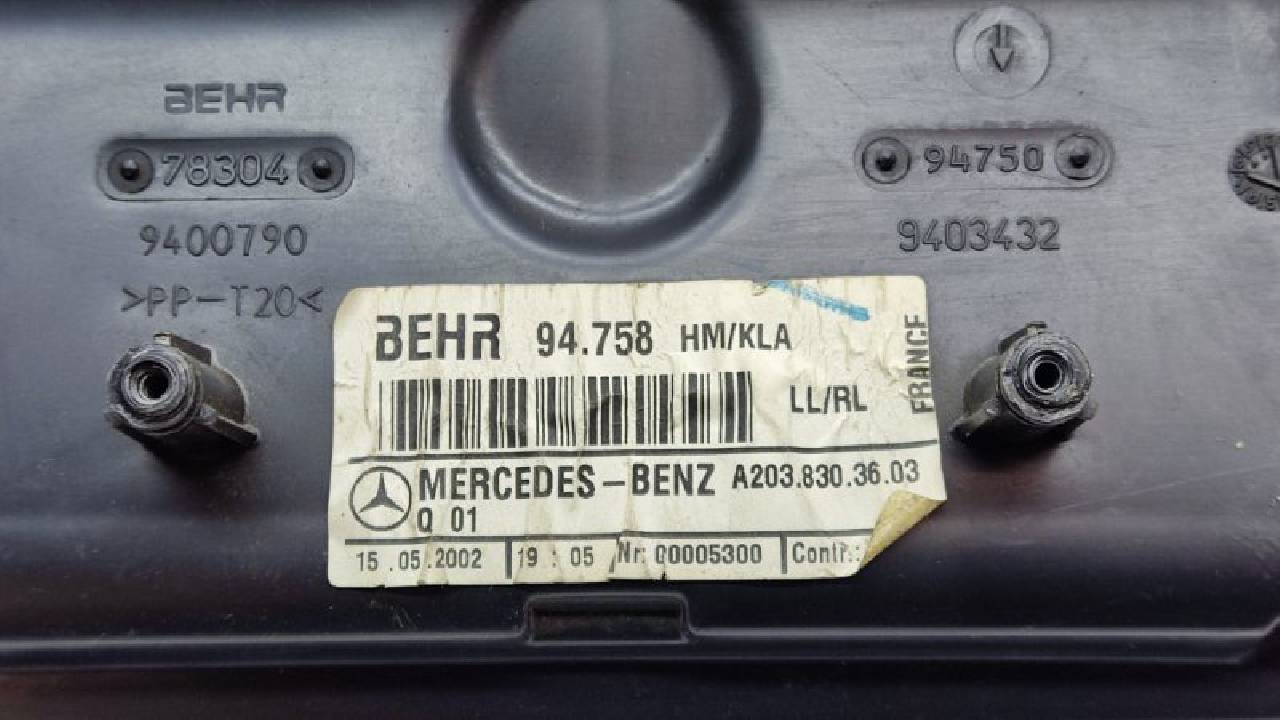 BEHR
78304
9400790
>PP-T20<
94750
9403432
BEHR 94.758 HM/KLA
LL/RL
FRANCE
MERCEDES-BENZ A203.830.36.03
Q 01
15.05.2002 19:05 Nr: 00005300 Contr.: